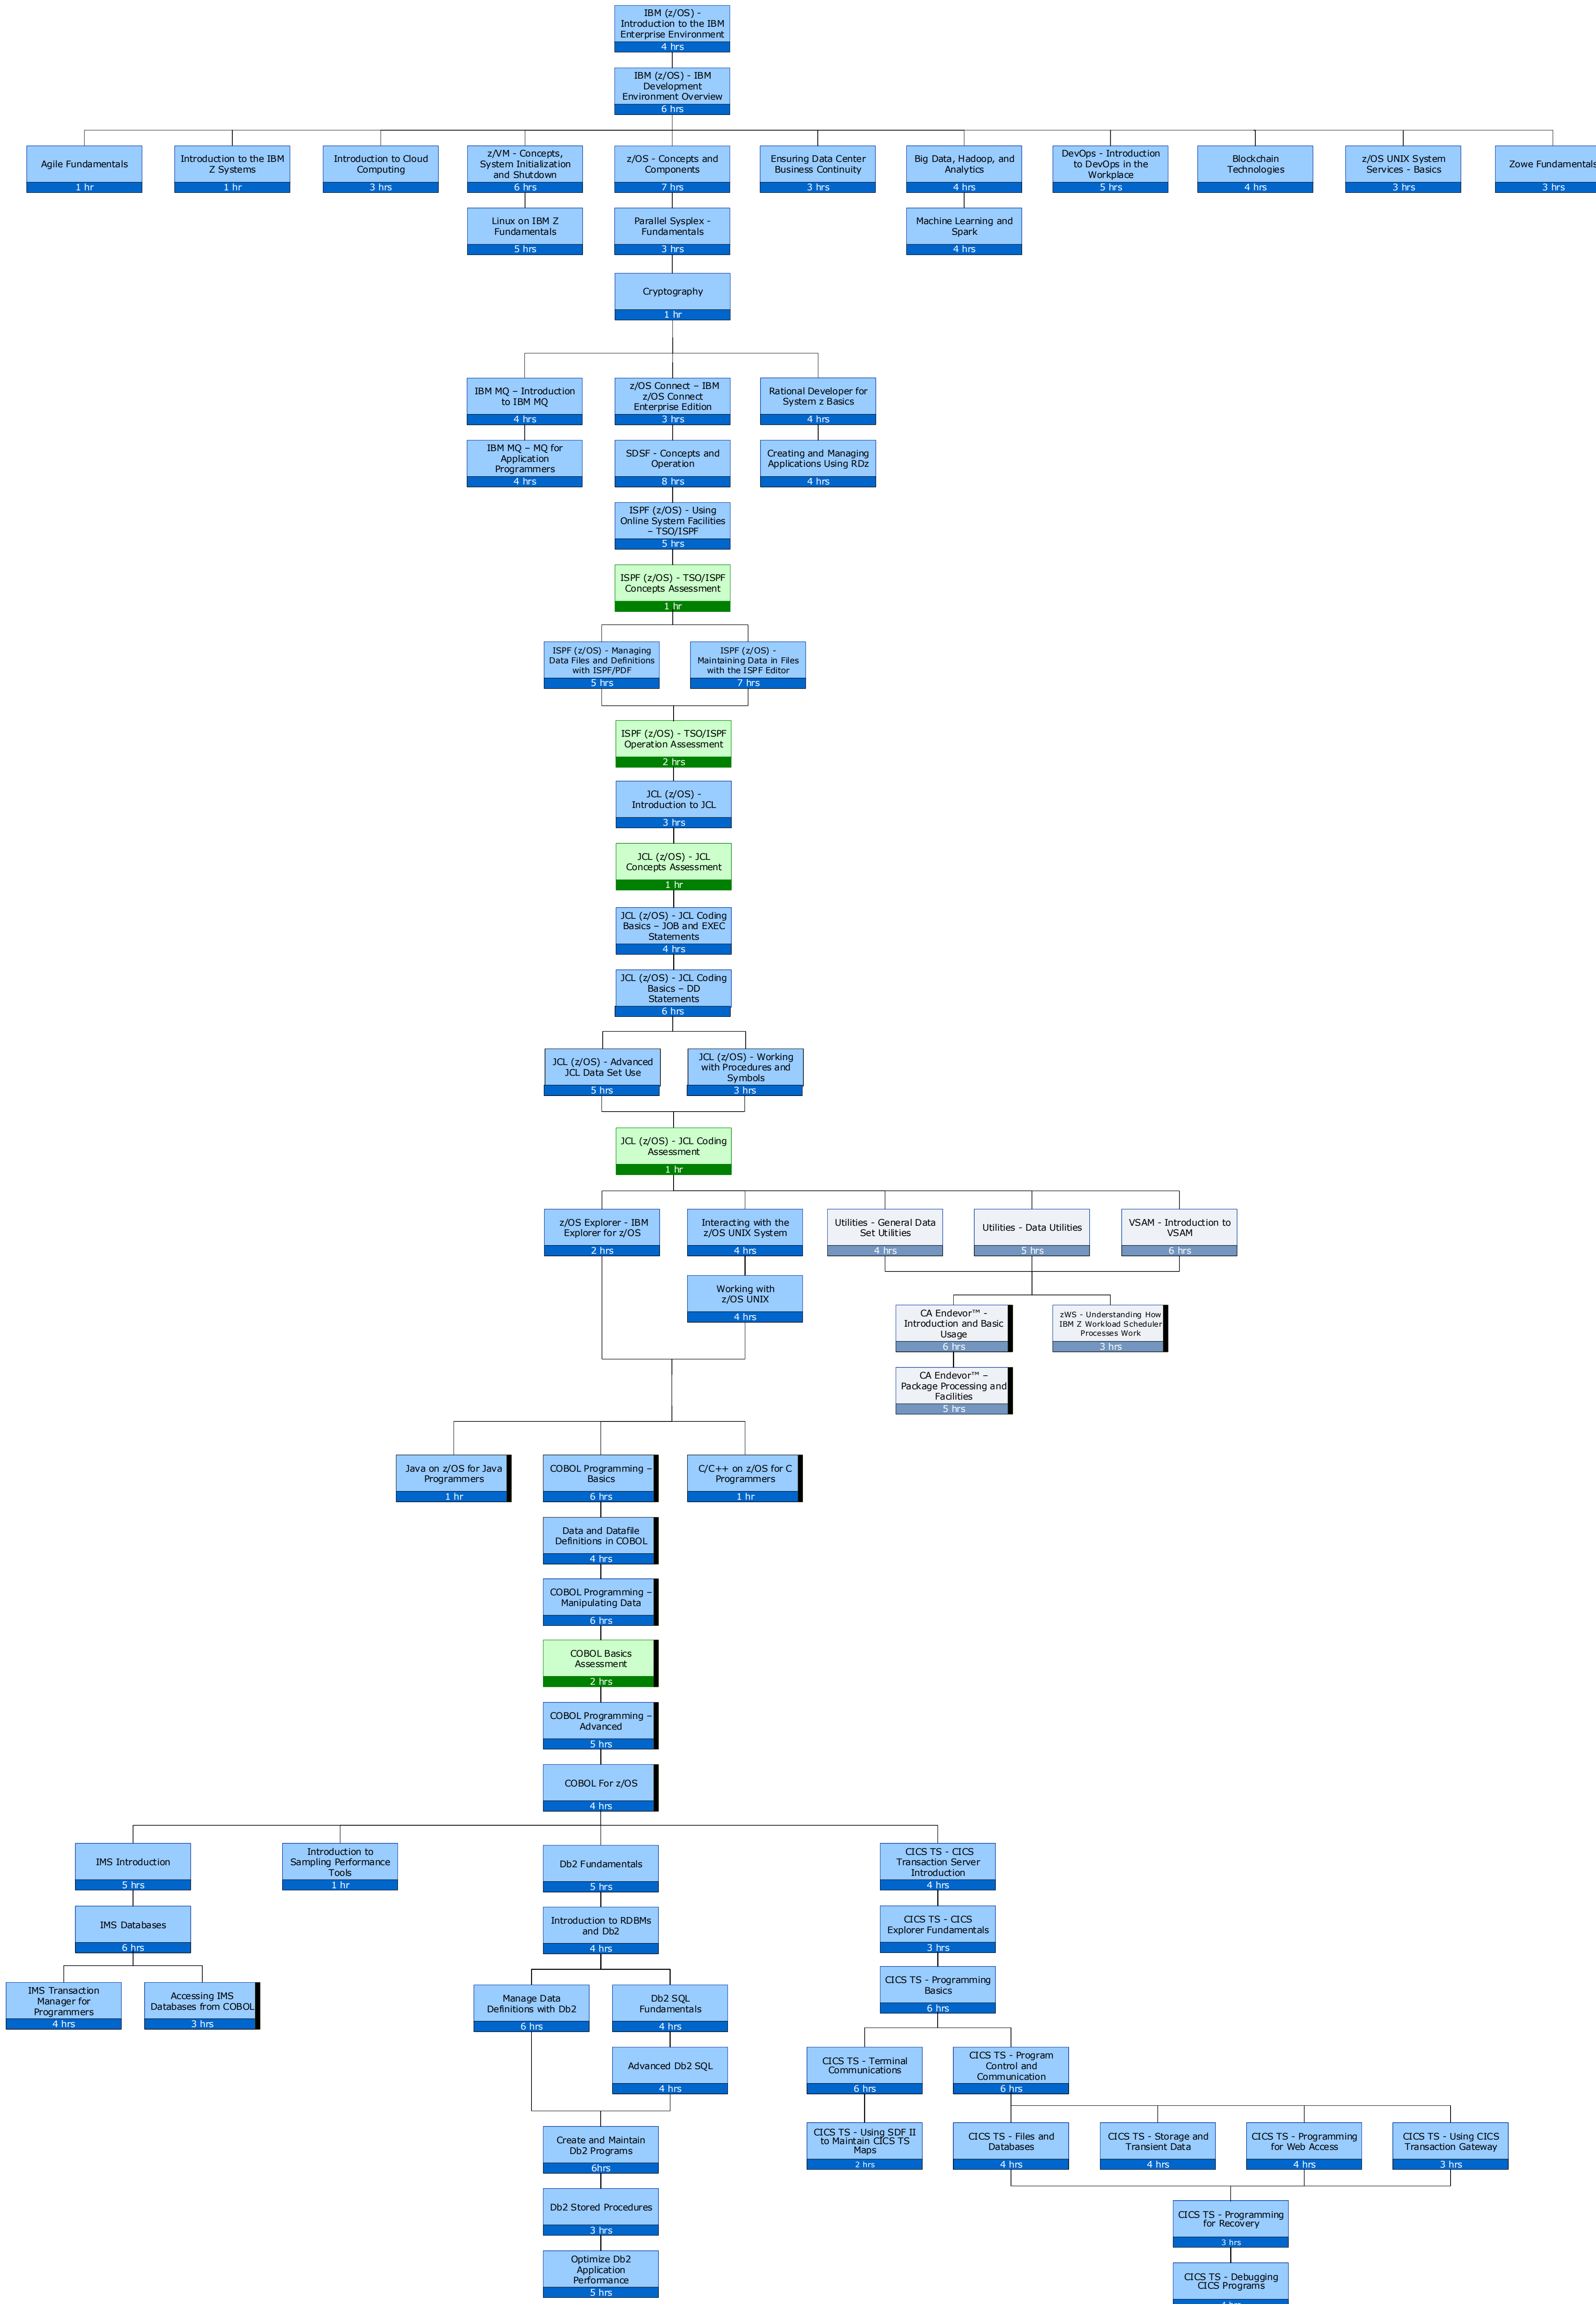 IBM (z/OS) -
Introduction to the IBM
Enterprise Environment
4 hrs
IBM (z/OS) - IBM
Development
Environment Overview
6 hrs
Agile Fundamentals
1 hr
Introduction to the IBM
Z Systems
1 hr
Introduction to Cloud
Computing
3 hrs
z/VM - Concepts,
System Initialization
and Shutdown
6 hrs
z/OS - Concepts and
Components
7 hrs
Ensuring Data Center
Business Continuity
3 hrs
Big Data, Hadoop, and
Analytics
4 hrs
DevOps - Introduction
to DevOps in the
Workplace
5 hrs
Blockchain
Technologies
4 hrs
z/OS UNIX System
Services - Basics
3 hrs
Zowe Fundamentals
3 hrs
Linux on IBM Z
Fundamentals
5 hrs
Parallel Sysplex -
Fundamentals
3 hrs
Machine Learning and
Spark
4 hrs
Cryptography
1 hr
IBM MQ – Introduction
to IBM MQ
4 hrs
z/OS Connect – IBM
z/OS Connect
Enterprise Edition
3 hrs
Rational Developer for
System z Basics
4 hrs
IBM MQ – MQ for
Application
Programmers
4 hrs
SDSF - Concepts and
Operation
8 hrs
Creating and Managing
Applications Using RDz
4 hrs
ISPF (z/OS) - Using
Online System Facilities
– TSO/ISPF
5 hrs
ISPF (z/OS) - TSO/ISPF
Concepts Assessment
1 hr
ISPF (z/OS) - Managing
Data Files and Definitions
with ISPF/PDF
5 hrs
ISPF (z/OS) -
Maintaining Data in Files
with the ISPF Editor
7 hrs
ISPF (z/OS) - TSO/ISPF
Operation Assessment
2 hrs
JCL (z/OS) -
Introduction to JCL
3 hrs
JCL (z/OS) - JCL
Concepts Assessment
1 hr
JCL (z/OS) - JCL Coding
Basics – JOB and EXEC
Statements
4 hrs
JCL (z/OS) - JCL Coding
Basics – DD
Statements
6 hrs
JCL (z/OS) - Advanced
JCL Data Set Use
5 hrs
JCL (z/OS) - Working
with Procedures and
Symbols
3 hrs
JCL (z/OS) - JCL Coding
Assessment
1 hr
z/OS Explorer - IBM
Explorer for z/OS
2 hrs
Interacting with the
z/OS UNIX System
4 hrs
Utilities - General Data
Set Utilities
4 hrs
Utilities - Data Utilities
5 hrs
VSAM - Introduction to
VSAM
6 hrs
Working with
z/OS UNIX
4 hrs
CA Endevor™ -
Introduction and Basic
Usage
6 hrs
zWS - Understanding How
IBM Z Workload Scheduler
Processes Work
3 hrs
CA Endevor™ –
Package Processing and
Facilities
5 hrs
Java on z/OS for Java
Programmers
1 hr
COBOL Programming –
Basics
6 hrs
C/C++ on z/OS for C
Programmers
1 hr
Data and Datafile
Definitions in COBOL
4 hrs
COBOL Programming –
Manipulating Data
6 hrs
COBOL Basics
Assessment
2 hrs
COBOL Programming –
Advanced
5 hrs
COBOL For z/OS
4 hrs
IMS Introduction
5 hrs
Introduction to
Sampling Performance
Tools
1 hr
Db2 Fundamentals
5 hrs
CICS TS - CICS
Transaction Server
Introduction
4 hrs
IMS Databases
6 hrs
Introduction to RDBMs
and Db2
4 hrs
CICS TS - CICS
Explorer Fundamentals
3 hrs
IMS Transaction
Manager for
Programmers
4 hrs
Accessing IMS
Databases from COBOL
3 hrs
Manage Data
Definitions with Db2
6 hrs
Db2 SQL
Fundamentals
4 hrs
CICS TS - Programming
Basics
6 hrs
Advanced Db2 SQL
4 hrs
CICS TS - Terminal
Communications
6 hrs
CICS TS - Program
Control and
Communication
6 hrs
Create and Maintain
Db2 Programs
6hrs
CICS TS - Using SDF II
to Maintain CICS TS
Maps
2 hrs
CICS TS - Files and
Databases
4 hrs
CICS TS - Storage and
Transient Data
4 hrs
CICS TS - Programming
for Web Access
4 hrs
CICS TS - Using CICS
Transaction Gateway
3 hrs
Db2 Stored Procedures
3 hrs
CICS TS - Programming
for Recovery
3 hrs
Optimize Db2
Application
Performance
5 hrs
CICS TS - Debugging
CICS Programs